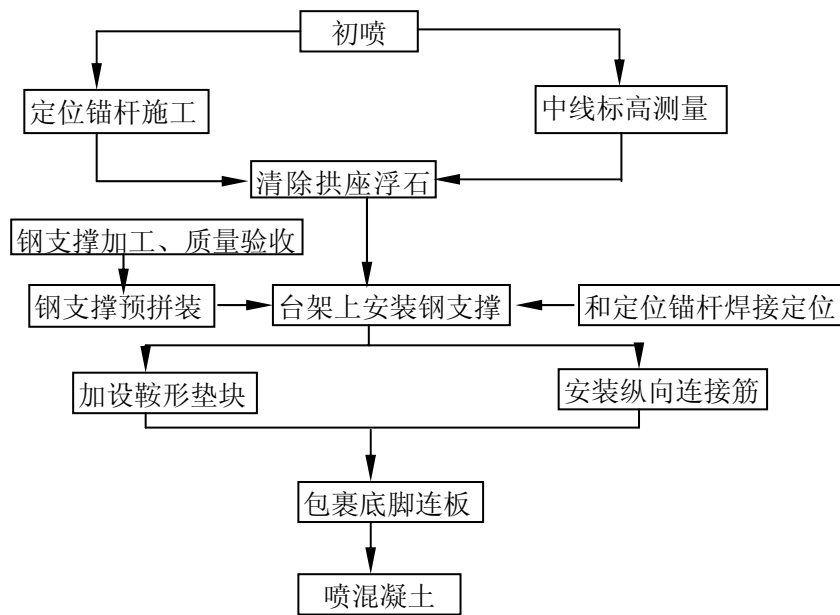 初喷
定位锚杆施工
中线标高测量
清除拱座浮石
钢支撑加工、质量验收
钢支撑预拼装
台架上安装钢支撑
和定位锚杆焊接定位
加设鞍形垫块
安装纵向连接筋
包裹底脚连板
喷混凝土